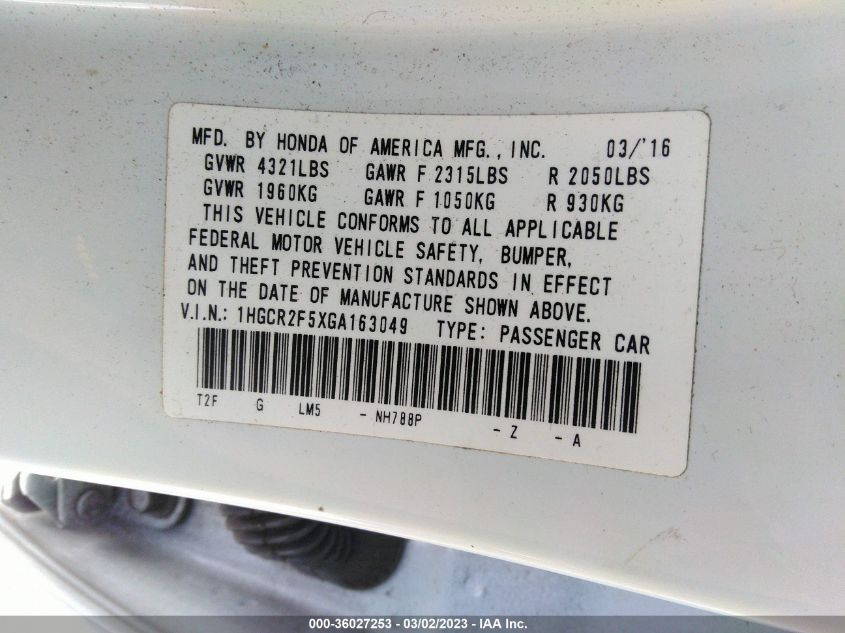 MFD. BY HONDA OF AMERICA MFG., INC. 03/'16
GVWR 4321LBS GAWR F 2315LBS R 2050LBS
GVWR 1960KG GAWR F 1050KG R 930KG
THIS VEHICLE CONFORMS TO ALL APPLICABLE
FEDERAL MOTOR VEHICLE SAFETY, BUMPER,
AND THEFT PREVENTION STANDARDS IN EFFECT
ON THE DATE OF MANUFACTURE SHOWN ABOVE.
V.I.N.: 1HGCR2F5XGA163049 TYPE: PASSENGER CAR
T2F G LM5 - NH788P - Z - A
000-36027253 - 03/02/2023 - IAA Inc.